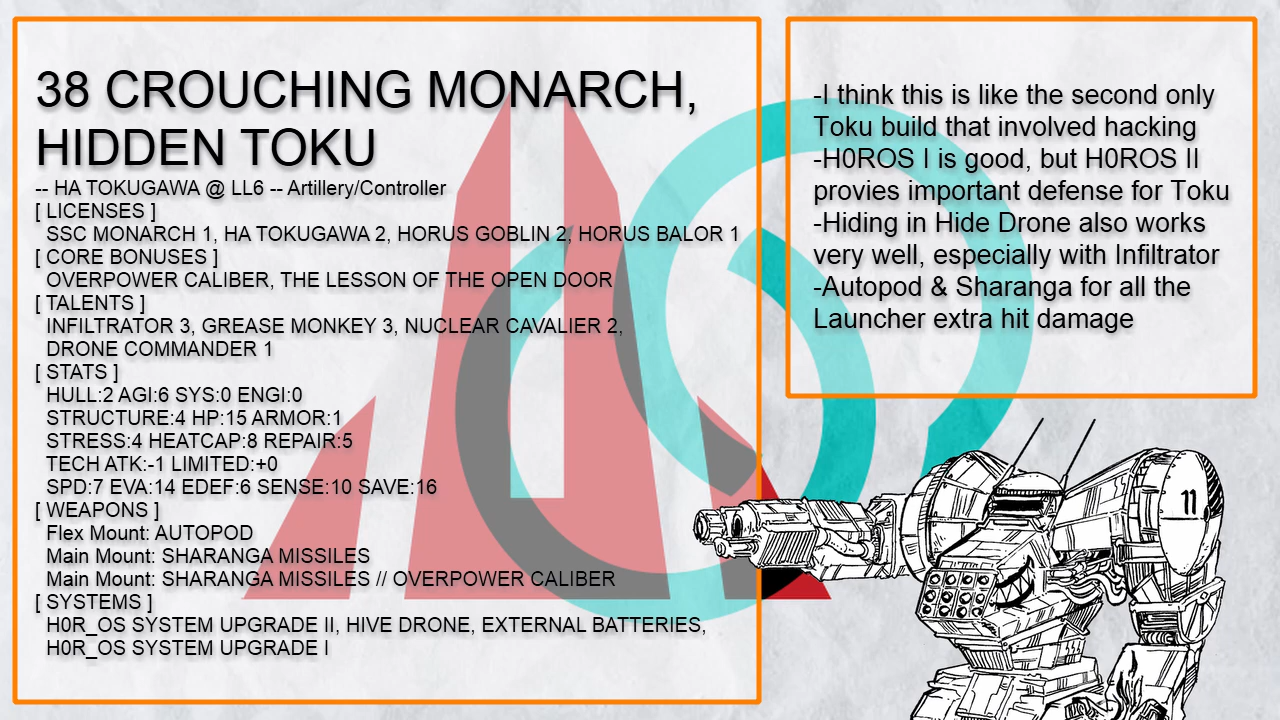 38 CROUCHING MONARCH,
HIDDEN TOKU
-- HA TOKUGAWA @ LL6 -- Artillery/Controller
[ LICENSES ]
SSC MONARCH 1, HA TOKUGAWA 2, HORUS GOBLIN 2, HORUS BALOR 1
[ CORE BONUSES ]
OVERPOWER CALIBER, THE LESSON OF THE OPEN DOOR
[ TALENTS ]
INFILTRATOR 3, GREASE MONKEY 3, NUCLEAR CAVALIER 2,
DRONE COMMANDER 1
[ STATS ]
HULL:2 AGI:6 SYS:0 ENGI:0
STRUCTURE:4 HP:15 ARMOR:1
STRESS:4 HEATCAP:8 REPAIR:5
TECH ATK:-1 LIMITED:+0
SPD:7 EVA:14 EDEF:6 SENSE:10 SAVE:16
[ WEAPONS ]
Flex Mount: AUTOPOD
Main Mount: SHARANGA MISSILES
Main Mount: SHARANGA MISSILES // OVERPOWER CALIBER
[ SYSTEMS ]
H0R_OS SYSTEM UPGRADE II, HIVE DRONE, EXTERNAL BATTERIES,
H0R_OS SYSTEM UPGRADE I
-I think this is like the second only
Toku build that involved hacking
-H0ROS I is good, but H0ROS II
provies important defense for Toku
-Hiding in Hide Drone also works
very well, especially with Infiltrator
-Autopod & Sharanga for all the
Launcher extra hit damage
11